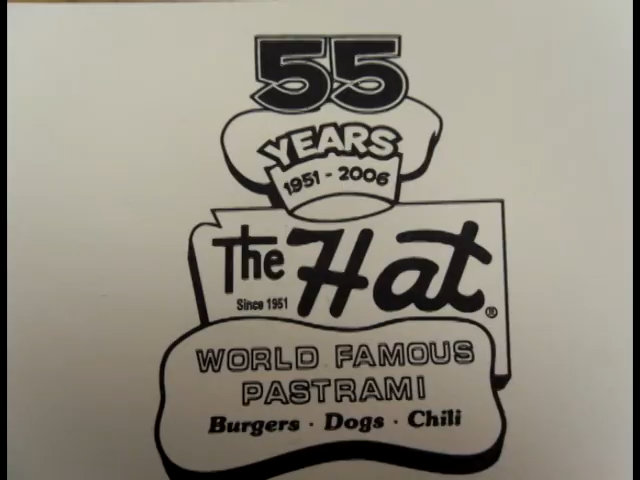 55
YEARS
1951 - 2006
The Hat
Since 1951 ®
WORLD FAMOUS
PASTRAMI
Burgers · Dogs · Chili